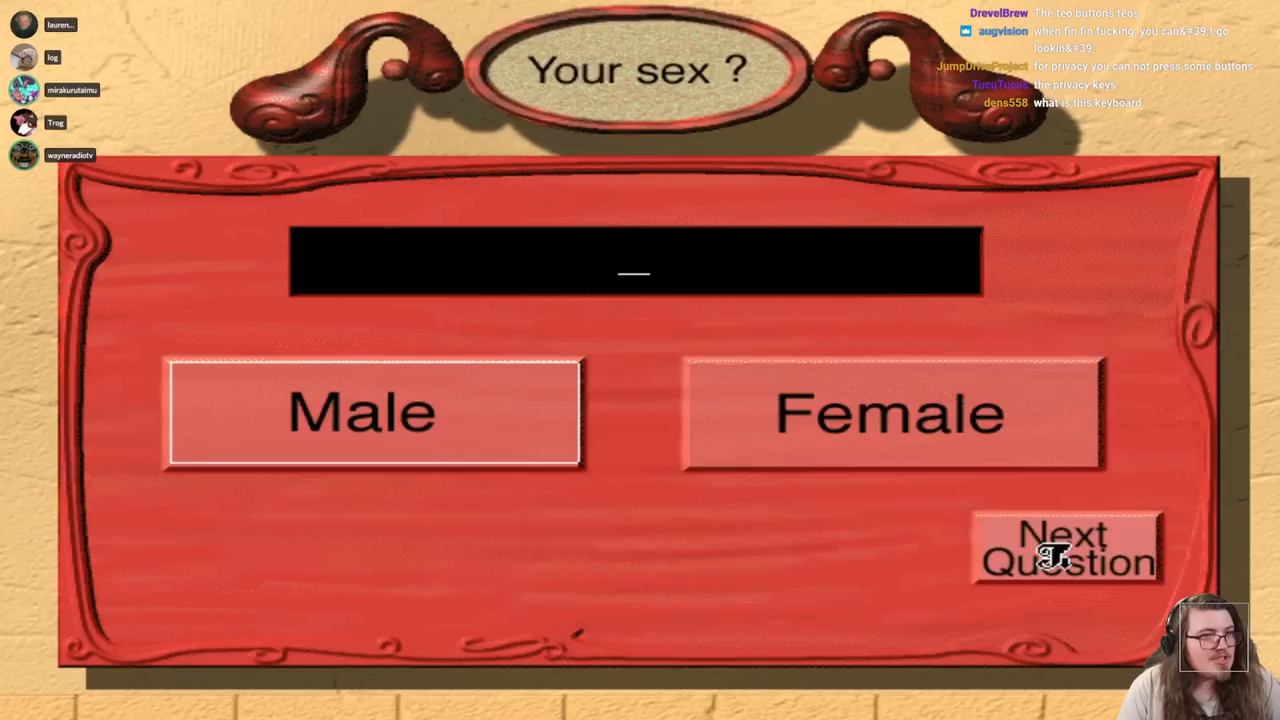 lauren...
log
mirakurutaimu
Trog
wayneradiotv
Your sex ?
DrevelBrew The teo buttons teos
augvision when fin fin fucking, you can&#39;t go
lookin&#39;
JumpDriveProject for privacy you can not press some buttons
TucuTucus the privacy keys
dens558 what is this keyboard
_
Male
Female
Next
Question